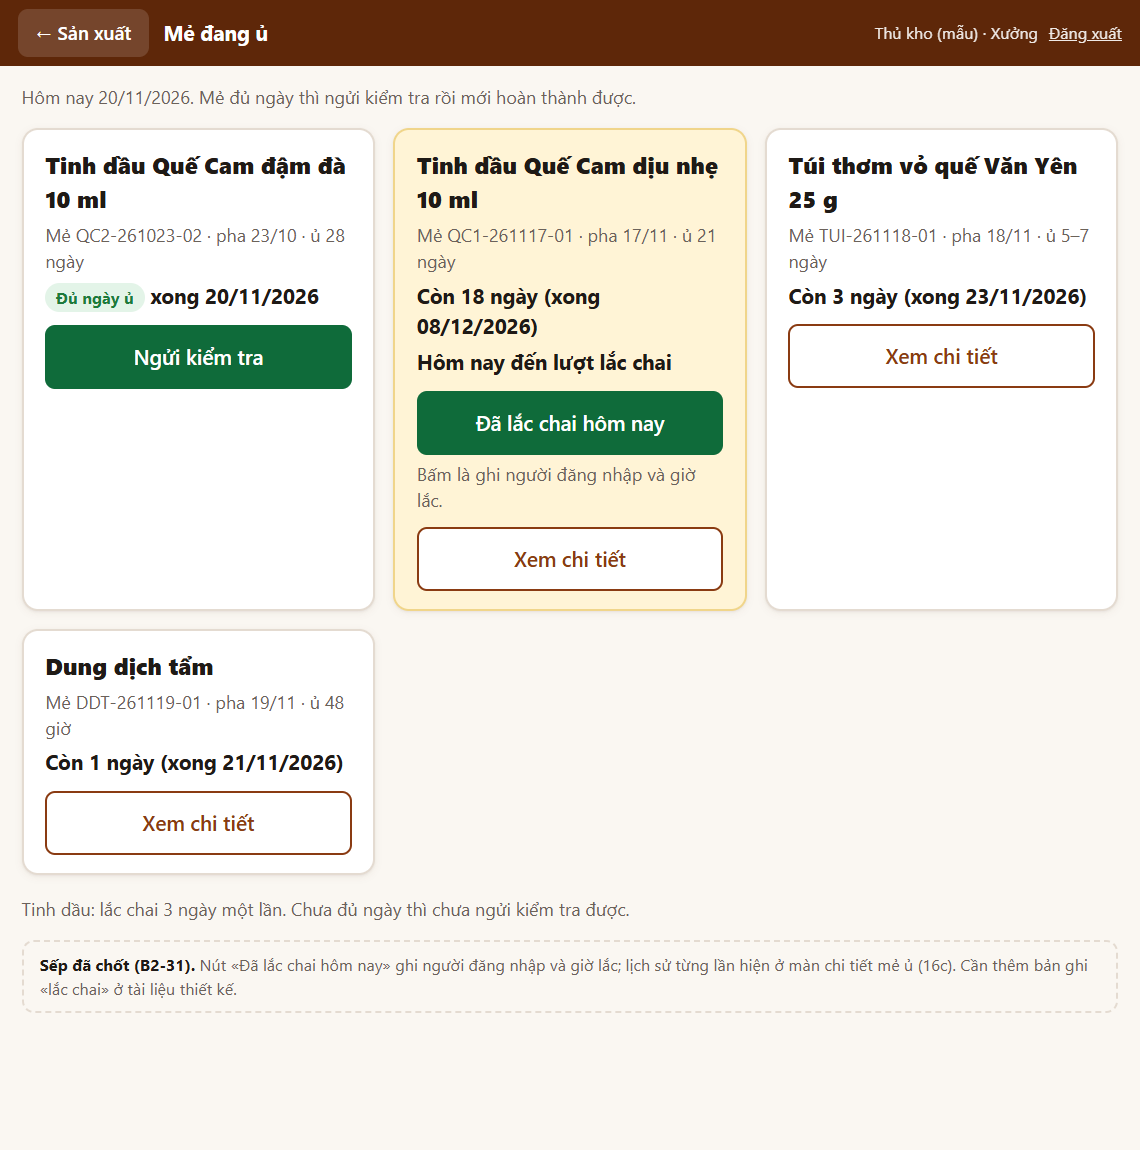 ← Sản xuất
Mẻ đang ủ
Thủ kho (mẫu) · Xưởng
Đăng xuất
Hôm nay 20/11/2026. Mẻ đủ ngày thì ngửi kiểm tra rồi mới hoàn thành được.
Tinh dầu Quế Cam đậm đà
10 ml
Mẻ QC2-261023-02 · pha 23/10 · ủ 28
ngày
Đủ ngày ủ xong 20/11/2026
Ngửi kiểm tra
Tinh dầu Quế Cam dịu nhẹ
10 ml
Mẻ QC1-261117-01 · pha 17/11 · ủ 21
ngày
Còn 18 ngày (xong
08/12/2026)
Hôm nay đến lượt lắc chai
Đã lắc chai hôm nay
Bấm là ghi người đăng nhập và giờ
lắc.
Xem chi tiết
Túi thơm vỏ quế Văn Yên
25 g
Mẻ TUI-261118-01 · pha 18/11 · ủ 5–7
ngày
Còn 3 ngày (xong 23/11/2026)
Xem chi tiết
Dung dịch tẩm
Mẻ DDT-261119-01 · pha 19/11 · ủ 48
giờ
Còn 1 ngày (xong 21/11/2026)
Xem chi tiết
Tinh dầu: lắc chai 3 ngày một lần. Chưa đủ ngày thì chưa ngửi kiểm tra được.
Sếp đã chốt (B2-31). Nút «Đã lắc chai hôm nay» ghi người đăng nhập và giờ lắc; lịch sử từng lần hiện ở màn chi tiết mẻ ủ (16c). Cần thêm bản ghi
«lắc chai» ở tài liệu thiết kế.